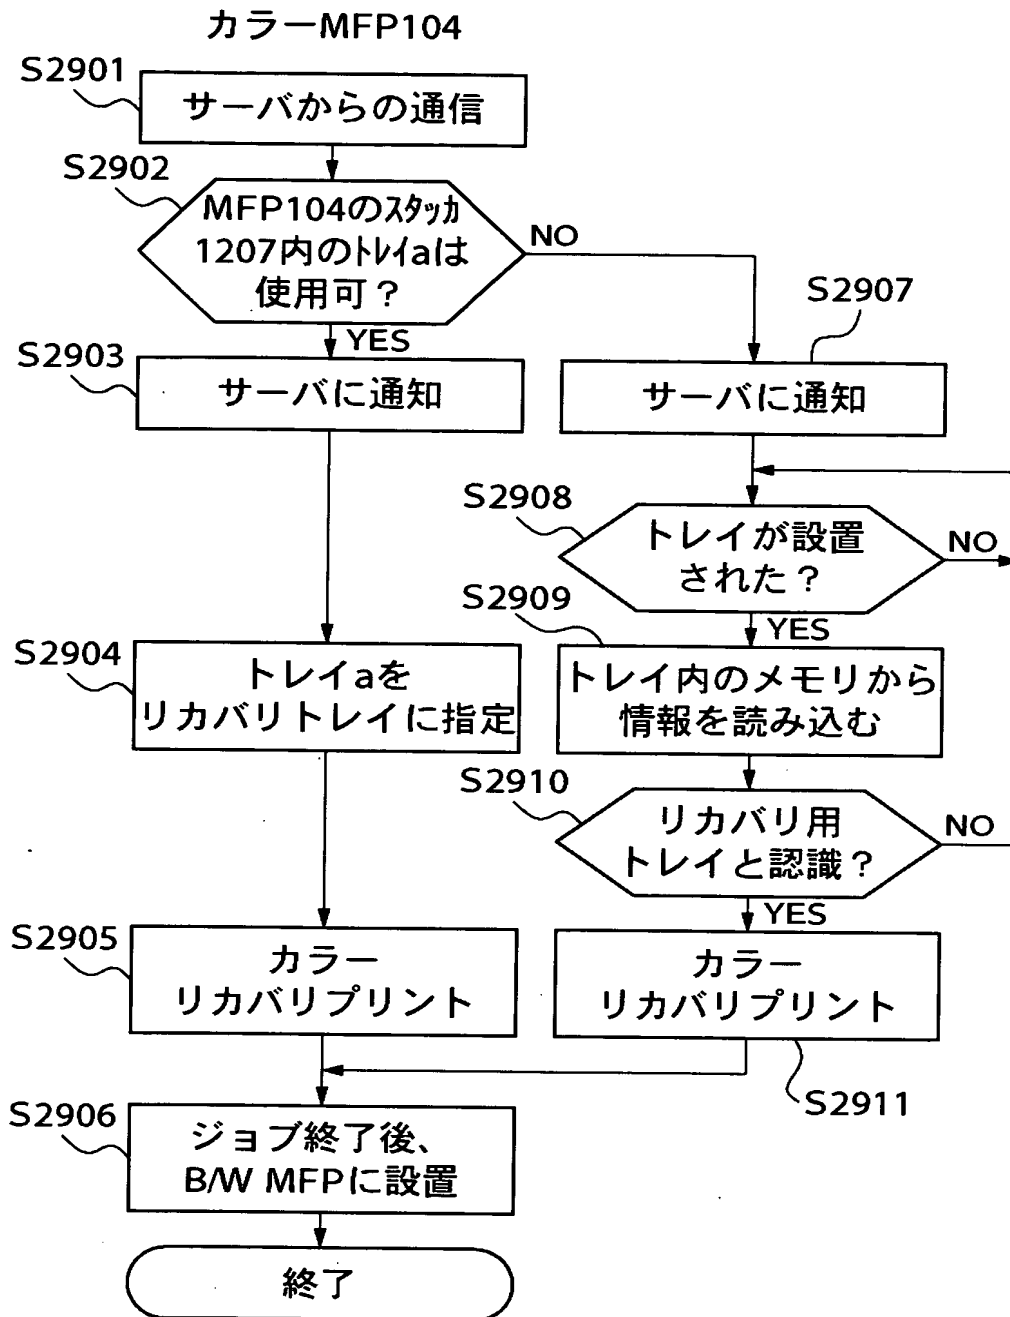 カラーMFP104
S2901
サーバからの通信
S2902
MFP104のスタッカ
1207内のトレイaは
使用可？
NO
YES
S2903
サーバに通知
S2907
サーバに通知
S2908
トレイが設置
された？
NO
YES
S2904
トレイaを
リカバリトレイに指定
S2909
トレイ内のメモリから
情報を読み込む
S2910
リカバリ用
トレイと認識？
NO
YES
S2905
カラー
リカバリプリント
カラー
リカバリプリント
S2911
S2906
ジョブ終了後、
B/W MFPに設置
終了